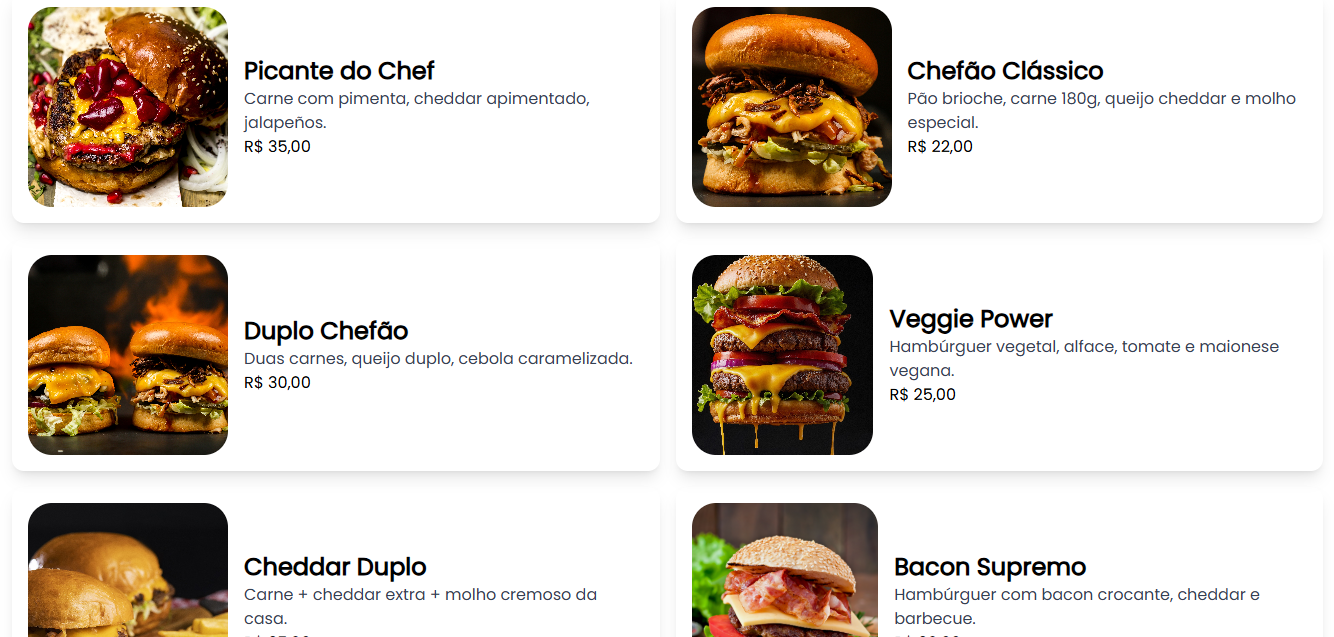 Picante do Chef
Carne com pimenta, cheddar apimentado,
jalapeños.
R$ 35,00
Chefão Clássico
Pão brioche, carne 180g, queijo cheddar e molho
especial.
R$ 22,00
Duplo Chefão
Duas carnes, queijo duplo, cebola caramelizada.
R$ 30,00
Veggie Power
Hambúrguer vegetal, alface, tomate e maionese
vegana.
R$ 25,00
Cheddar Duplo
Carne + cheddar extra + molho cremoso da
casa.
Bacon Supremo
Hambúrguer com bacon crocante, cheddar e
barbecue.